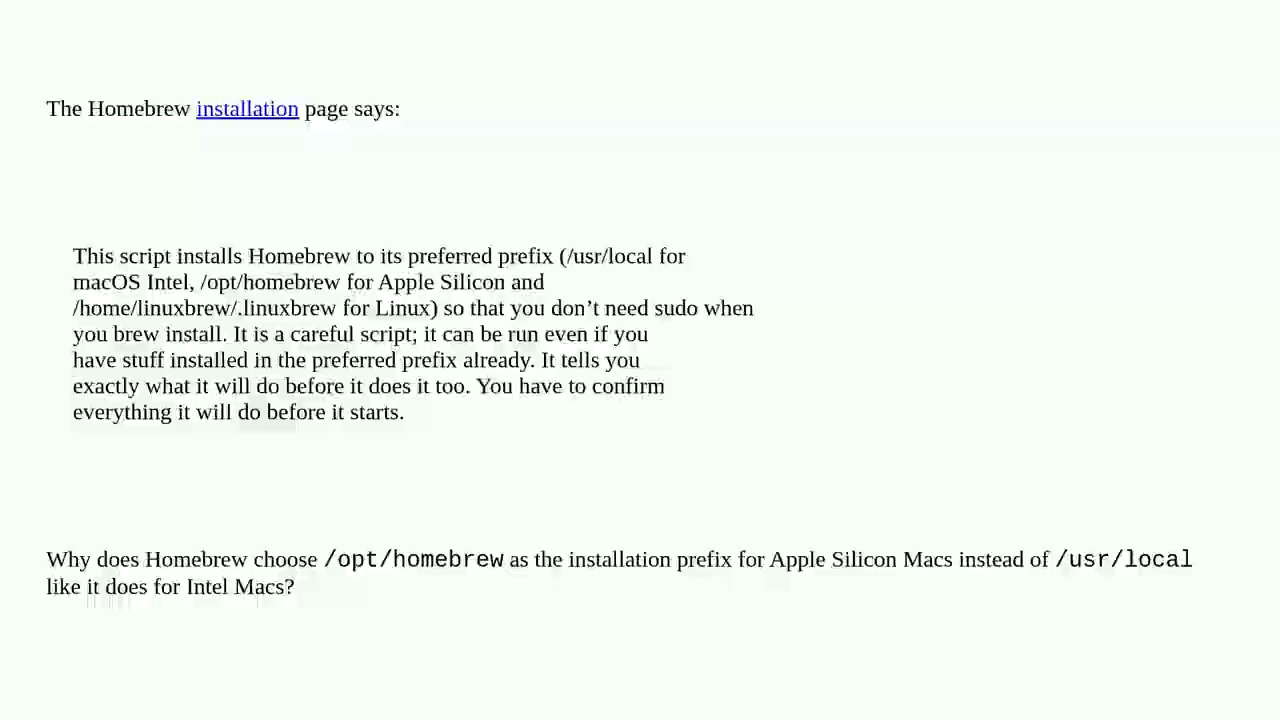 The Homebrew installation page says:
This script installs Homebrew to its preferred prefix (/usr/local for
macOS Intel, /opt/homebrew for Apple Silicon and
/home/linuxbrew/.linuxbrew for Linux) so that you don’t need sudo when
you brew install. It is a careful script; it can be run even if you
have stuff installed in the preferred prefix already. It tells you
exactly what it will do before it does it too. You have to confirm
everything it will do before it starts.
Why does Homebrew choose /opt/homebrew as the installation prefix for Apple Silicon Macs instead of /usr/local
like it does for Intel Macs?